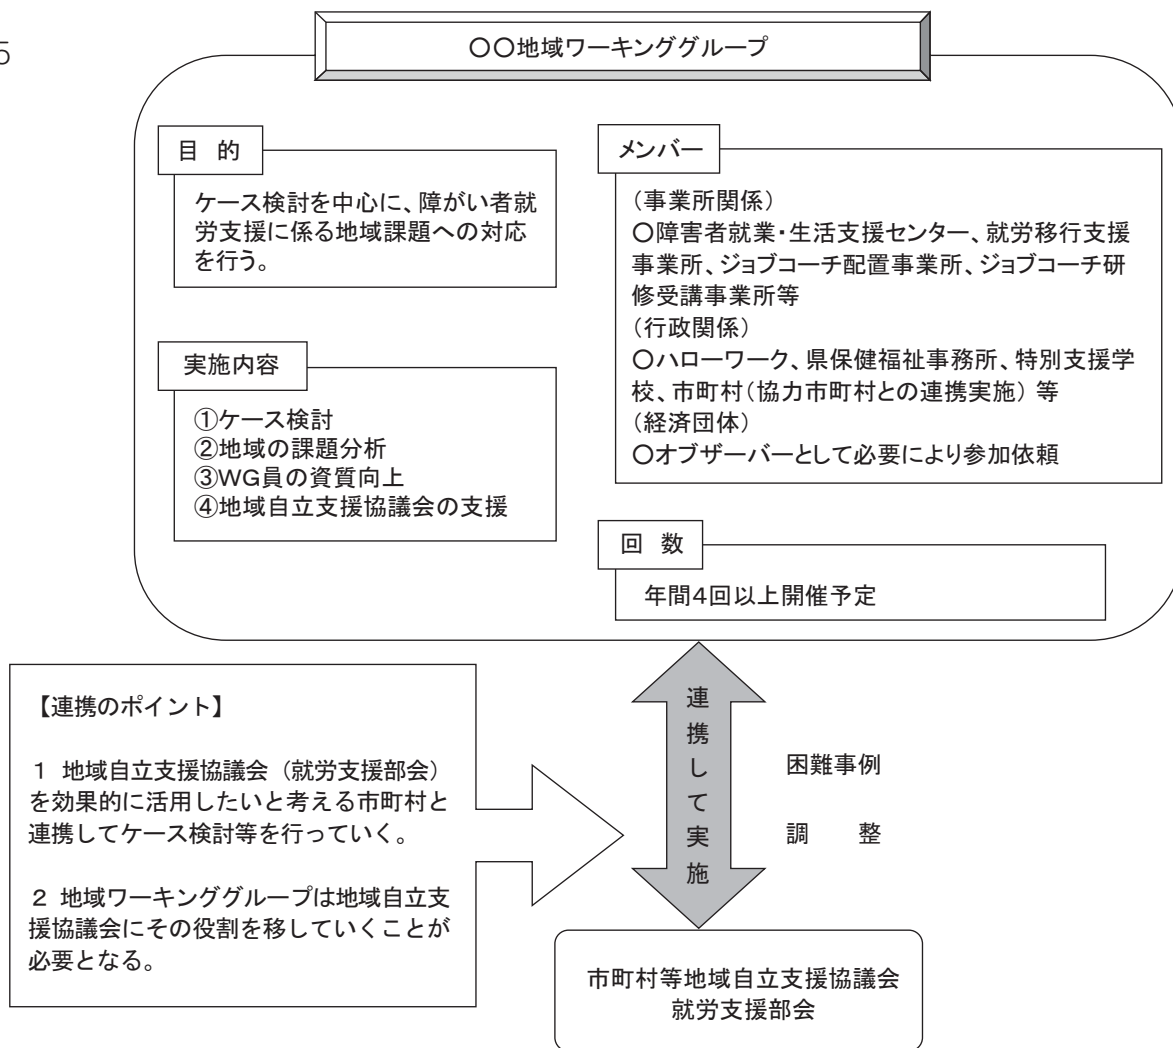 5
〇〇地域ワーキンググループ
目　的
ケース検討を中心に、障がい者就
労支援に係る地域課題への対応
を行う。
実施内容
①ケース検討
②地域の課題分析
③WG員の資質向上
④地域自立支援協議会の支援
メンバー
（事業所関係）
〇障害者就業・生活支援センター、就労移行支援
事業所、ジョブコーチ配置事業所、ジョブコーチ研
修受講事業所等
（行政関係）
〇ハローワーク、県保健福祉事務所、特別支援学
校、市町村（協力市町村との連携実施）等
（経済団体）
〇オブザーバーとして必要により参加依頼
回　数
年間４回以上開催予定
【連携のポイント】
１ 地域自立支援協議会（就労支援部会）
を効果的に活用したいと考える市町村と
連携してケース検討等を行っていく。
２ 地域ワーキンググループは地域自立支
援協議会にその役割を移していくことが
必要となる。
連携して実施
困難事例
調　　整
市町村等地域自立支援協議会
就労支援部会